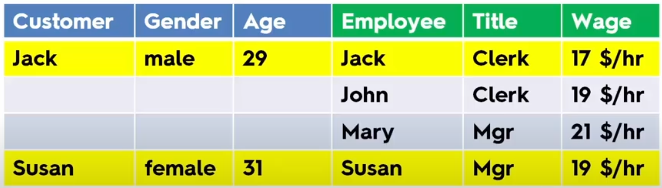 Customer Gender Age Employee Title Wage
Jack male 29 Jack Clerk 17 $/hr
John Clerk 19 $/hr
Mary Mgr 21 $/hr
Susan female 31 Susan Mgr 19 $/hr